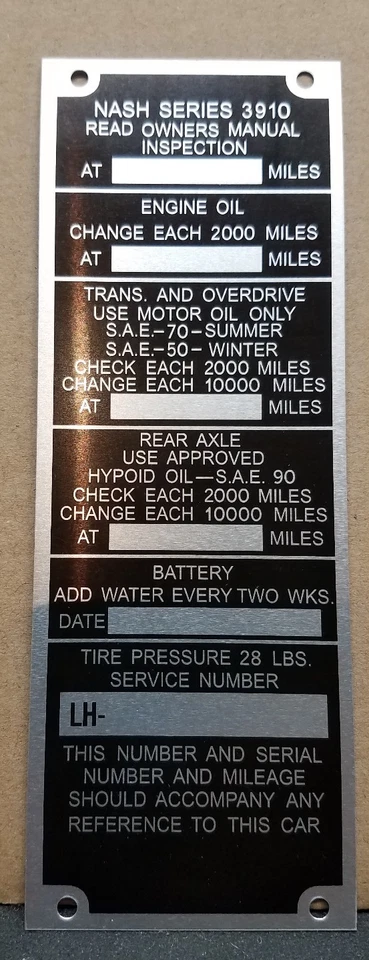 NASH SERIES 3910
READ OWNERS MANUAL
INSPECTION
AT MILES
ENGINE OIL
CHANGE EACH 2000 MILES
AT MILES
TRANS. AND OVERDRIVE
USE MOTOR OIL ONLY
S.A.E.-70-SUMMER
S.A.E.-50-WINTER
CHECK EACH 2000 MILES
CHANGE EACH 10000 MILES
AT MILES
REAR AXLE
USE APPROVED
HYPOID OIL—S.A.E. 90
CHECK EACH 2000 MILES
CHANGE EACH 10000 MILES
AT MILES
BATTERY
ADD WATER EVERY TWO WKS.
DATE
TIRE PRESSURE 28 LBS.
SERVICE NUMBER
LH-
THIS NUMBER AND SERIAL
NUMBER AND MILEAGE
SHOULD ACCOMPANY ANY
REFERENCE TO THIS CAR